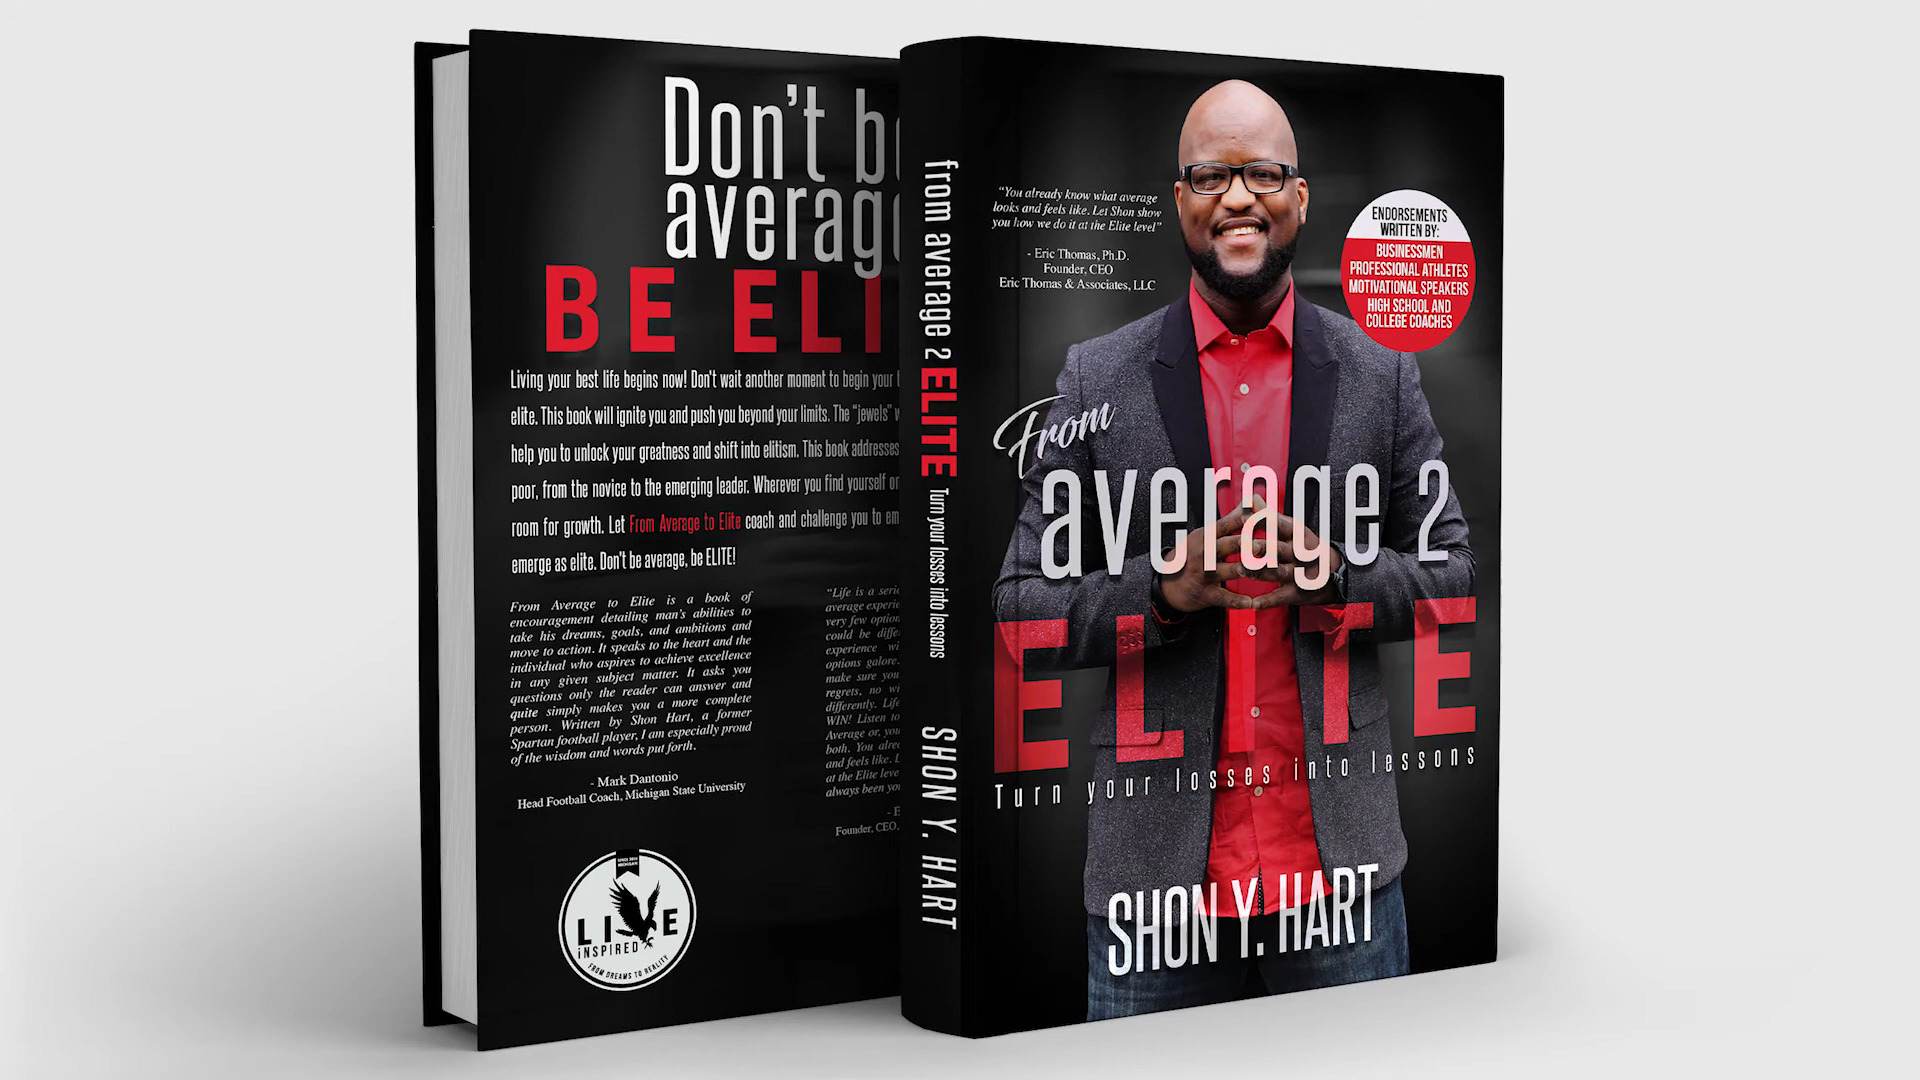 Don't
average
BE ELI
Living your best life begins now! Don't wait another moment to begin your
elite. This book will ignite you and push you beyond your limits. The "jewels"
help you to unlock your greatness and shift into elitism. This book addresses
poor, from the novice to the emerging leader. Wherever you find yourself
room for growth. Let From Average to Elite coach and challenge you to
emerge as elite. Don't be average, be ELITE!
From Average to Elite is a book of
encouragement detailing man's abilities to
take his dreams, goals, and ambitions and
move to action. It speaks to the heart and the
individual who aspires to achieve excellence
in any given subject matter. It asks you
questions only the reader can answer and
quite simply makes you a more complete
person. Written by Shon Hart, a former
Spartan football player, I am especially proud
of the wisdom and words put forth.
- Mark Dantonio
Head Football Coach, Michigan State University
"Life is a
average
very few
could be
experience
options galore.
make sure you
regrets, no
differently.
WIN! Listen to
Average or, you
both. You
and feels like.
at the Elite
always been
Founder, CEO,
SINCE 2010
MICHIGAN
LIVE
iNSPIRED
FROM DREAMS TO REALITY
from average 2 ELITE Turn your losses into lessons
SHON Y. HART
"You already know what average
looks and feels like. Let Shon show
you how we do it at the Elite level"
- Eric Thomas, Ph.D.
Founder, CEO
Eric Thomas & Associates, LLC
ENDORSEMENTS
WRITTEN BY:
BUSINESSMEN
PROFESSIONAL ATHLETES
MOTIVATIONAL SPEAKERS
HIGH SCHOOL AND
COLLEGE COACHES
From
average 2
ELITE
Turn your losses into lessons
SHON Y. HART